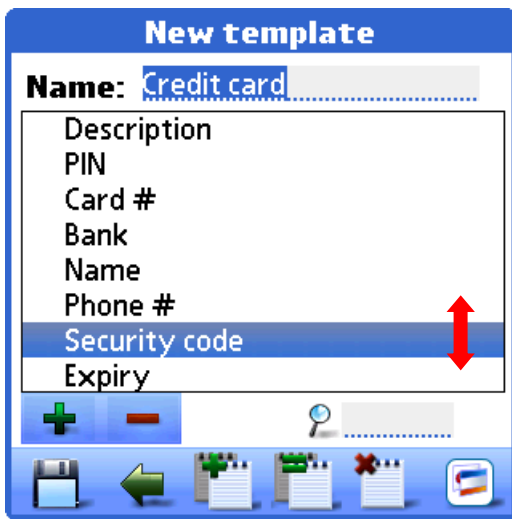 New template
Name: Credit card
Description
PIN
Card #
Bank
Name
Phone #
Security code
Expiry